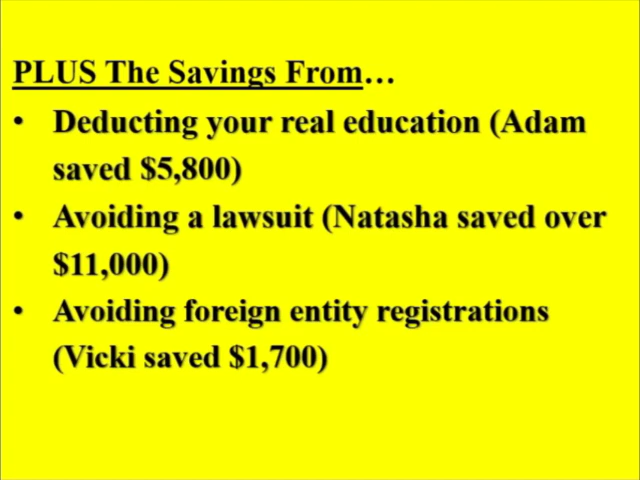 PLUS The Savings From…
• Deducting your real education (Adam
saved $5,800)
• Avoiding a lawsuit (Natasha saved over
$11,000)
• Avoiding foreign entity registrations
(Vicki saved $1,700)